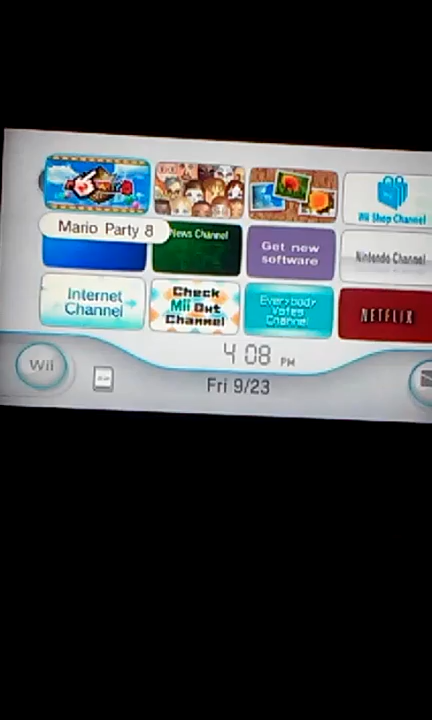 Wii Shop Channel
Mario Party 8
News Channel
Get new
software
Nintendo Channel
Internet
Channel
Check
Mii Out
Channel
Everybody
Votes
Channel
NETFLIX
4:08 PM
Wii
Fri 9/23